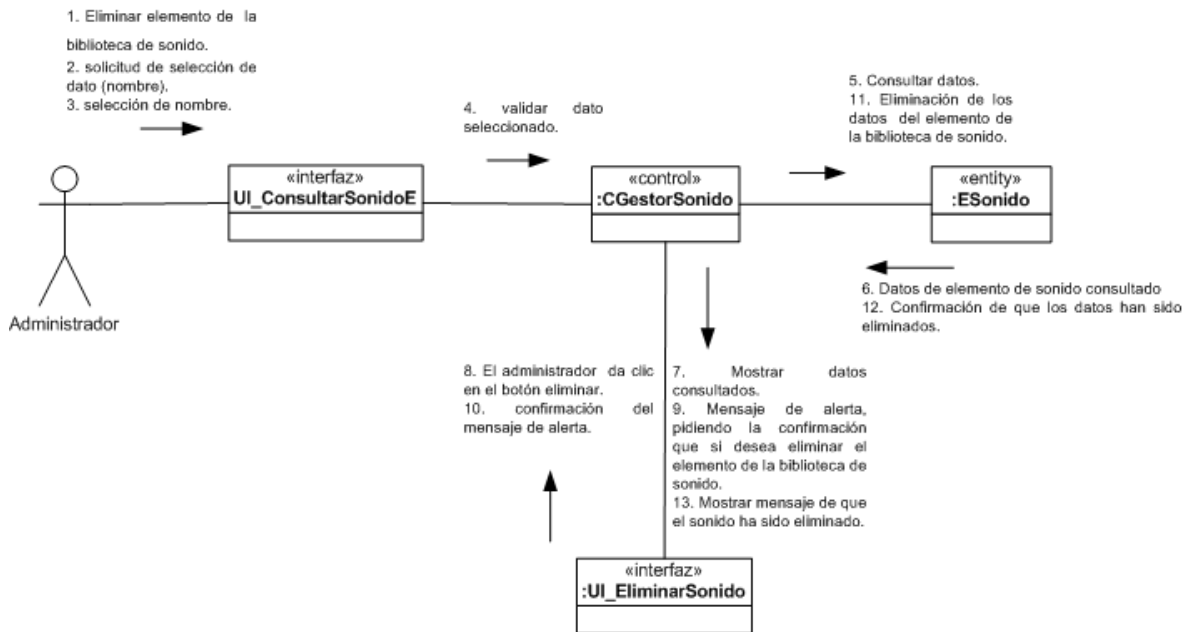 1. Eliminar elemento de la
biblioteca de sonido.
2. solicitud de selección de
dato (nombre).
3. selección de nombre.
4. validar dato
seleccionado.
5. Consultar datos.
11. Eliminación de los
datos del elemento de
la biblioteca de sonido.
«interfaz»
UI_ConsultarSonidoE
«control»
:CGestorSonido
«entity»
:ESonido
Administrador
6. Datos de elemento de sonido consultado
12. Confirmación de que los datos han sido
eliminados.
8. El administrador da clic
en el botón eliminar.
10. confirmación del
mensaje de alerta.
7. Mostrar datos
consultados.
9. Mensaje de alerta,
pidiendo la confirmación
que si desea eliminar el
elemento de la biblioteca de
sonido.
13. Mostrar mensaje de que
el sonido ha sido eliminado.
«interfaz»
:UI_EliminarSonido